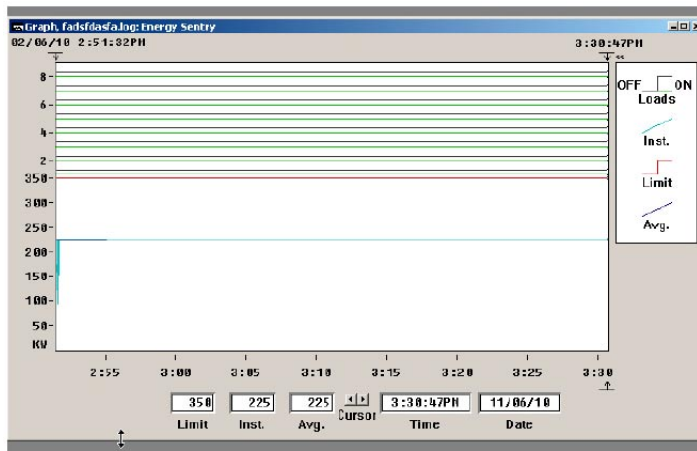 Graph, fadsfdasfa.log: Energy Sentry
02/06/10 2:51:32PM 3:30:47PM
8
6
4
2
350
300
250
200
150
100
50
KW
2:55 3:00 3:05 3:10 3:15 3:20 3:25 3:30
OFF ON
Loads
Inst.
Limit
Avg.
350 225 225 3:30:47PM 11/06/10
Limit Inst. Avg. Cursor Time Date